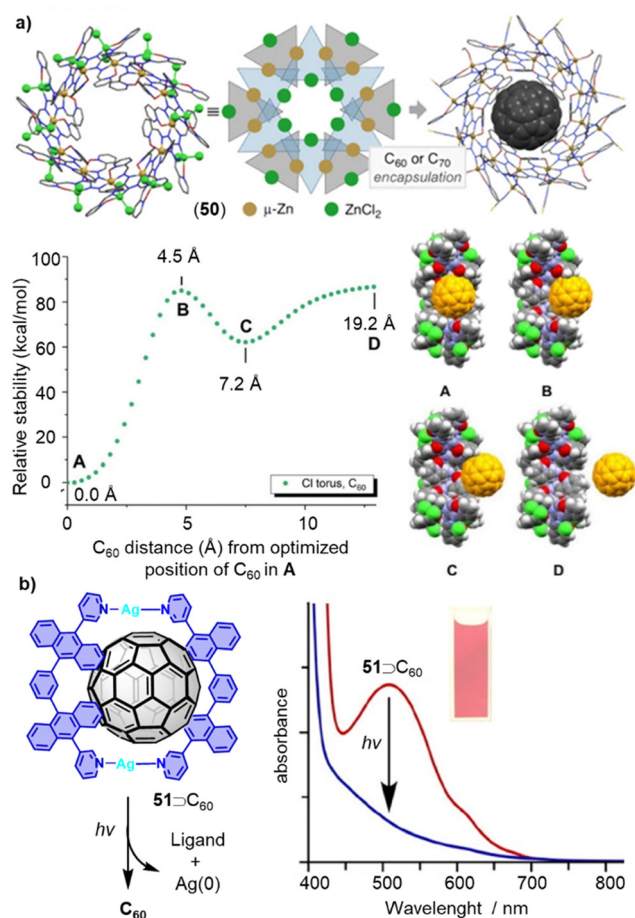 a)
≡
C60 or C70
encapsulation
(50)
μ-Zn
ZnCl2
Relative stability (kcal/mol)
100
80
60
40
20
0
A
0.0 Å
4.5 Å
B
C
7.2 Å
19.2 Å
D
Cl torus, C60
0
5
10
C60 distance (Å) from optimized
position of C60 in A
A
B
C
D
b)
N
Ag
N
N
Ag
N
51⊃C60
hv
Ligand
+
Ag(0)
C60
absorbance
51⊃C60
hv
400
500
600
700
800
Wavelenght / nm